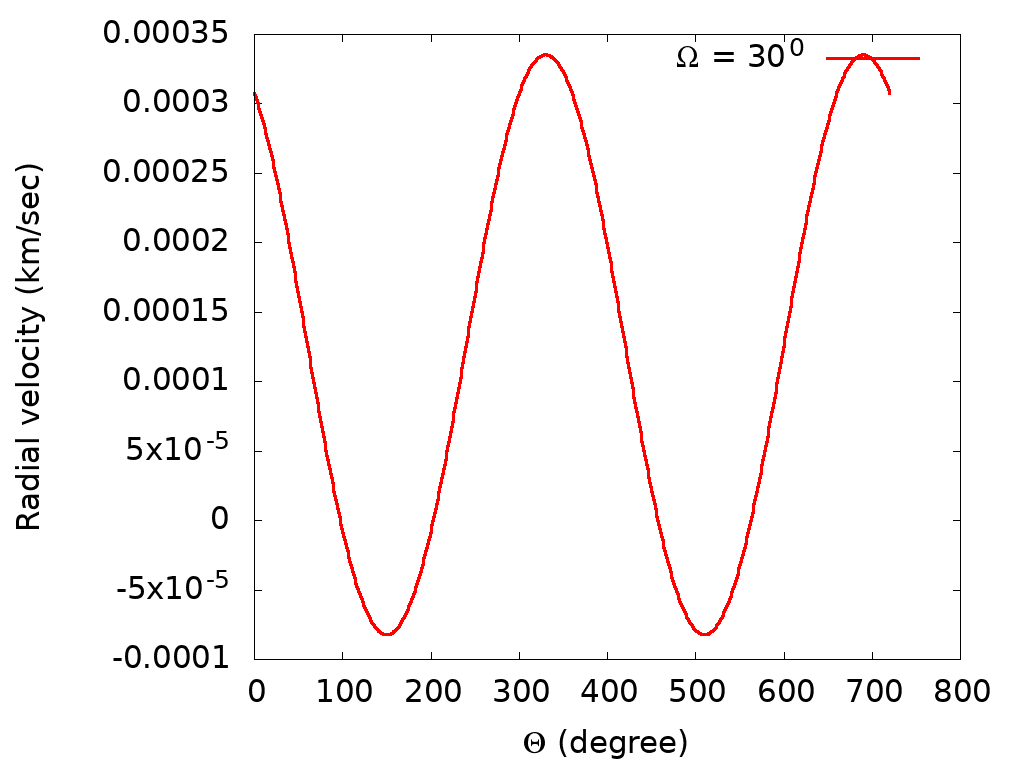 0.00035
0.0003
0.00025
0.0002
0.00015
0.0001
5x10⁻⁵
0
-5x10⁻⁵
-0.0001
Radial velocity (km/sec)
Ω = 30⁰
0 100 200 300 400 500 600 700 800
Θ (degree)